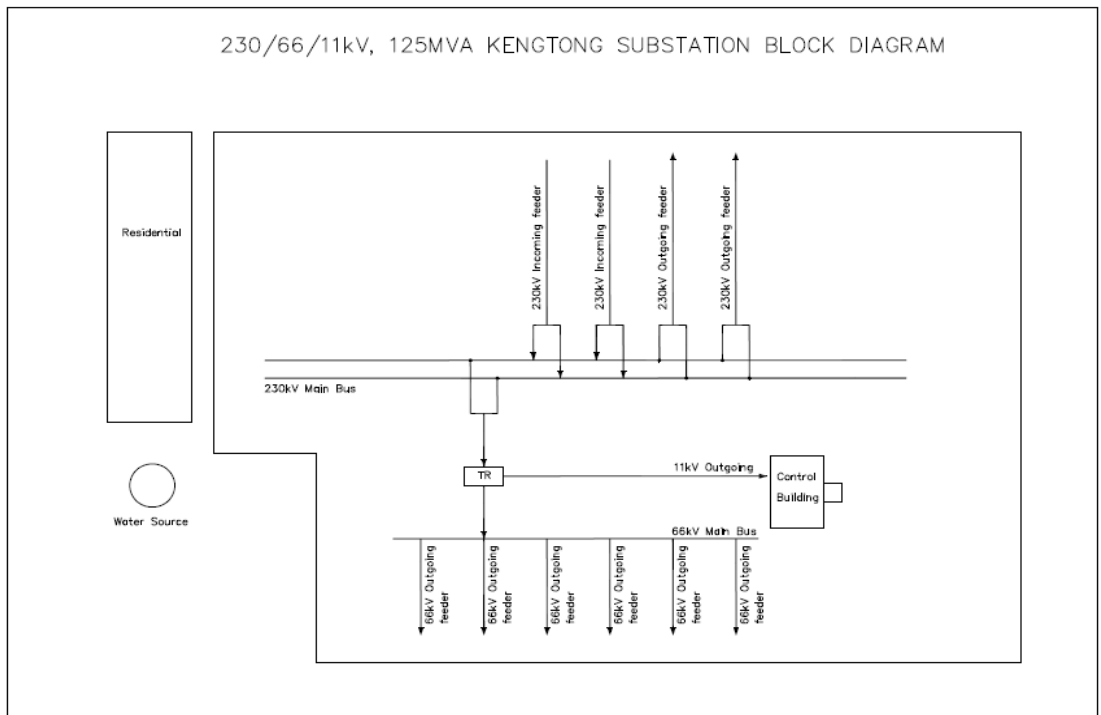 230/66/11kV, 125MVA KENGTONG SUBSTATION BLOCK DIAGRAM
Residential
230kV Incoming feeder
230kV Incoming feeder
230kV Outgoing feeder
230kV Outgoing feeder
230kV Main Bus
TR
11kV Outgoing
Control
Building
Water Source
66kV Main Bus
66kV Outgoing
feeder
66kV Outgoing
feeder
66kV Outgoing
feeder
66kV Outgoing
feeder
66kV Outgoing
feeder
66kV Outgoing
feeder